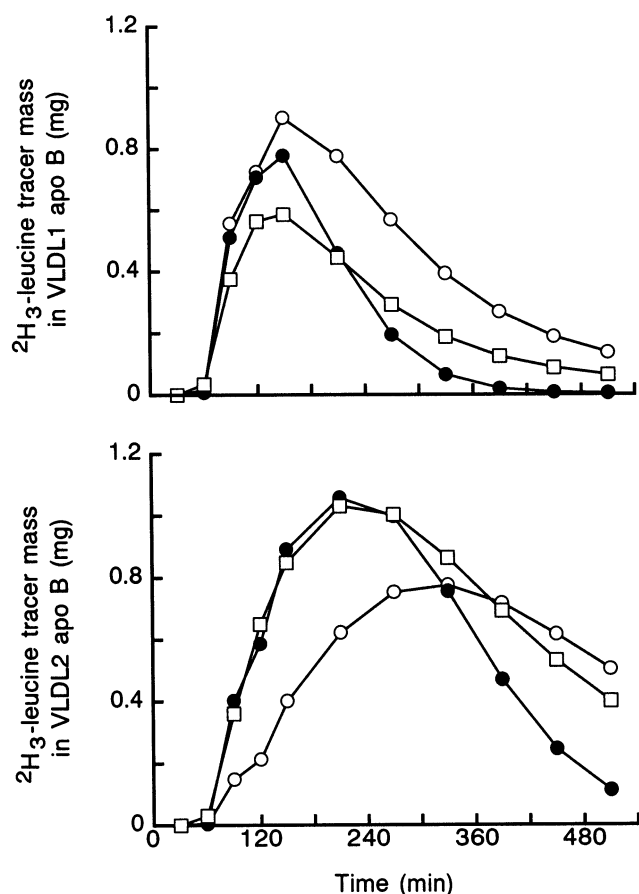 1.2
0.8
0.4
0
²H₃-leucine tracer mass
in VLDL1 apo B (mg)
1.2
0.8
0.4
0
²H₃-leucine tracer mass
in VLDL2 apo B (mg)
0 120 240 360 480
Time (min)